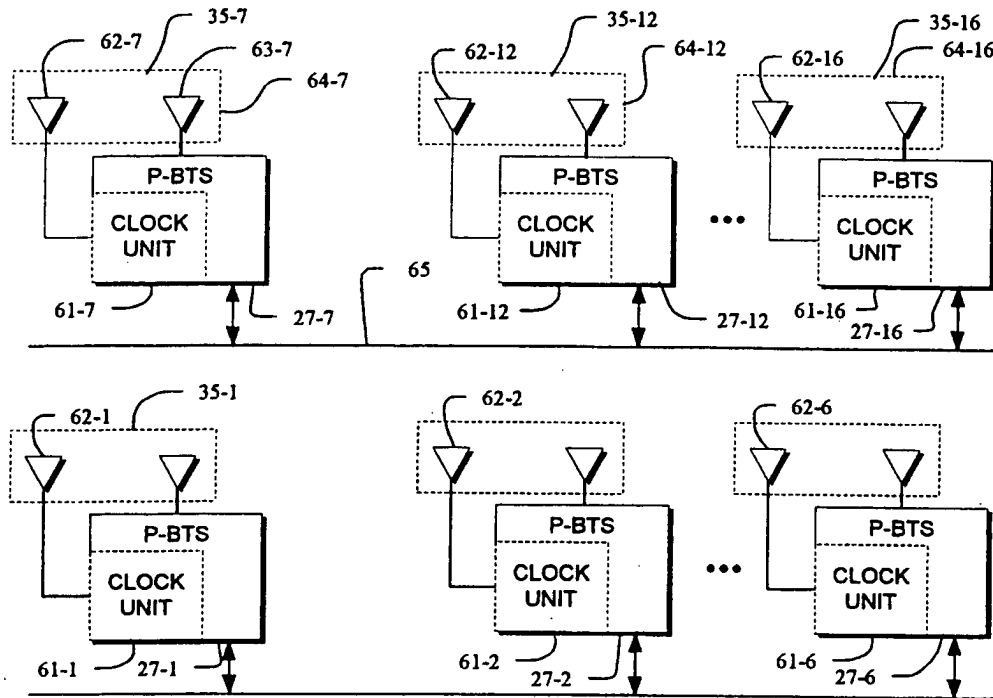 35-7 35-12 35-16
62-7 63-7 62-12 64-12 62-16 64-16
64-7
P-BTS P-BTS P-BTS
CLOCK UNIT CLOCK UNIT CLOCK UNIT
65
61-7 27-7 61-12 27-12 61-16 27-16
62-1 35-1 62-2 62-6
P-BTS P-BTS P-BTS
CLOCK UNIT CLOCK UNIT CLOCK UNIT
61-1 27-1 61-2 27-2 61-6 27-6